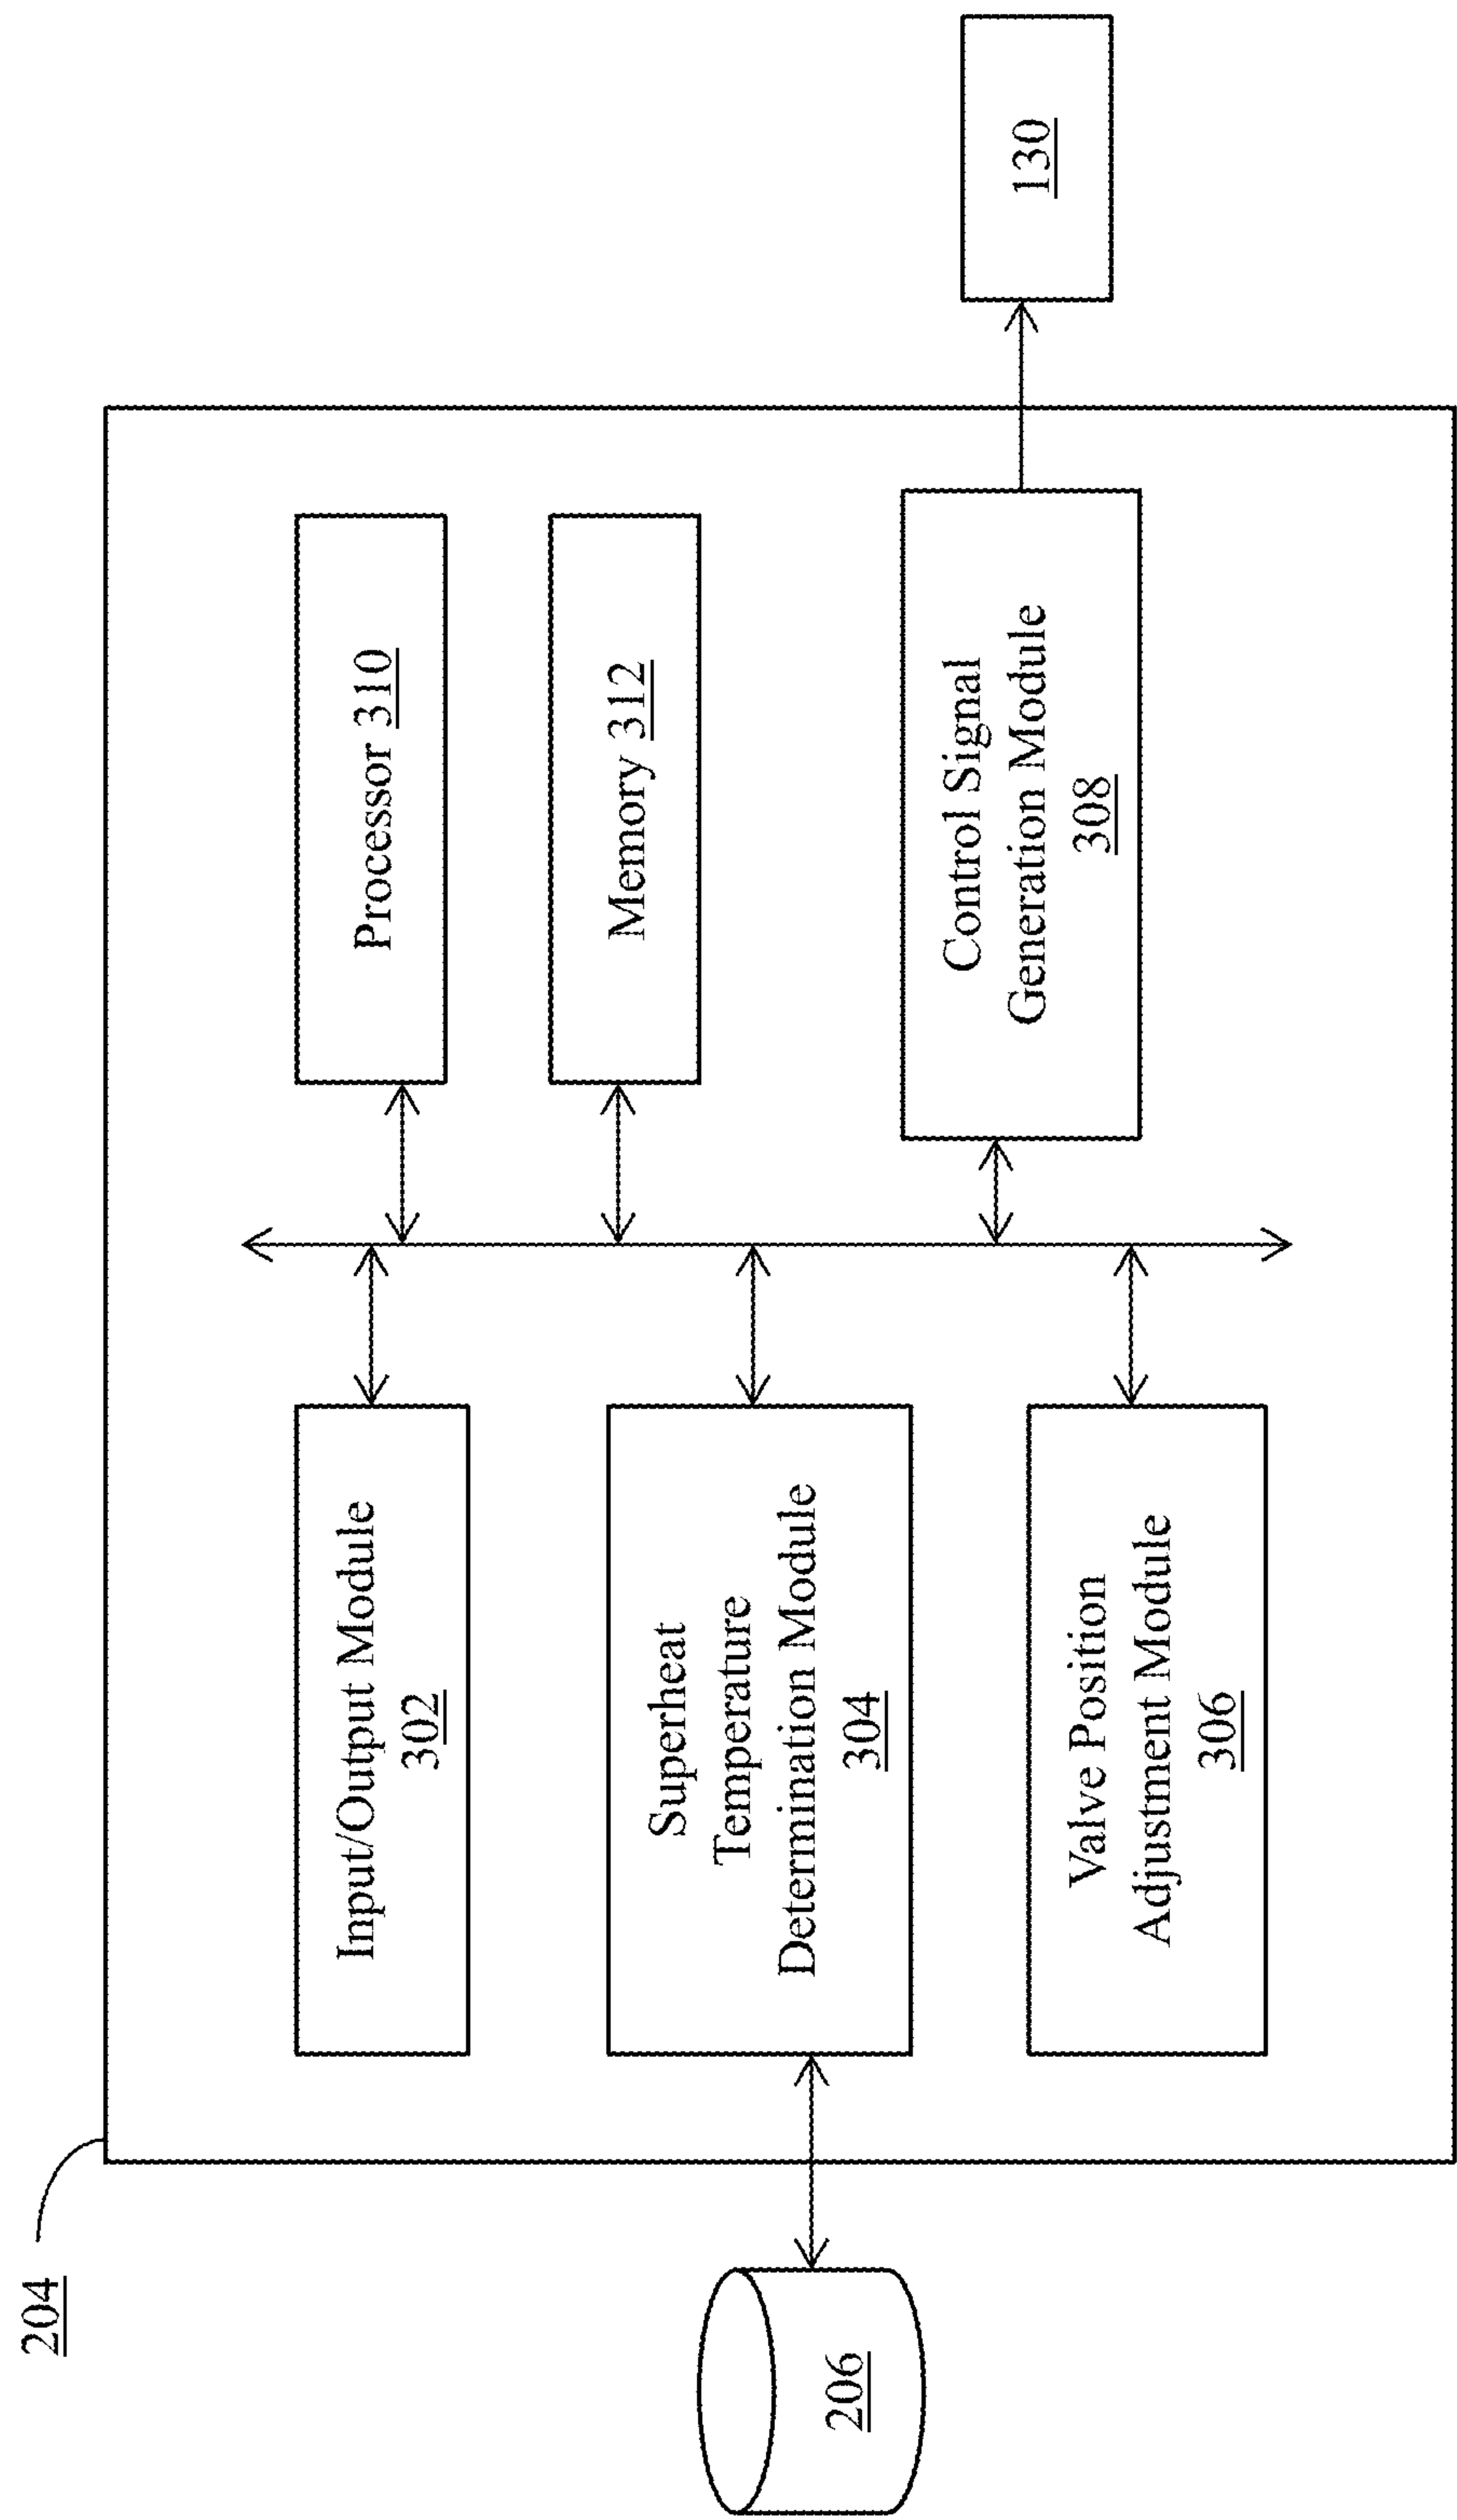 204
206
Input/Output Module
302
Superheat
Temperature
Determination Module
304
Valve Position
Adjustment Module
306
Processor 310
Memory 312
Control Signal
Generation Module
308
130